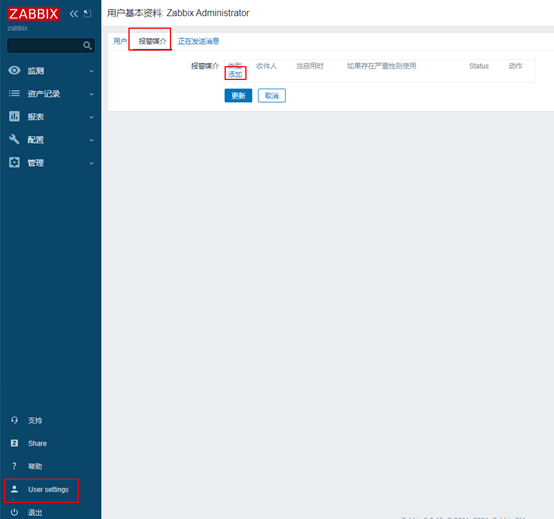 ZABBIX
zabbix
监测
资产记录
报表
配置
管理
支持
Share
帮助
User settings
退出
用户基本资料: Zabbix Administrator
用户 报警媒介 正在发送消息
报警媒介 类型 收件人 当启用时 如果存在严重性则使用 Status 动作
添加
更新 取消